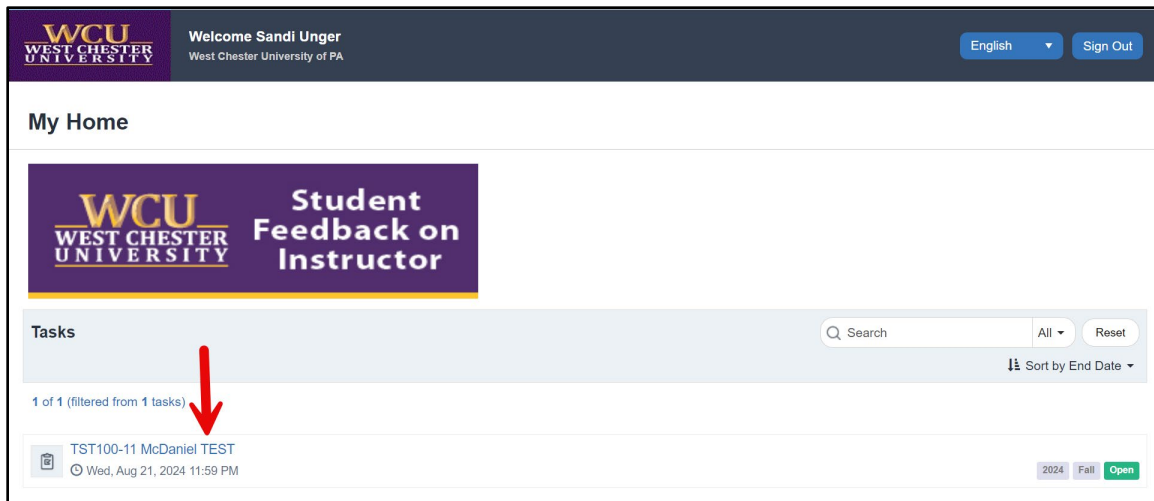 WCU
WEST CHESTER
UNIVERSITY
Welcome Sandi Unger
West Chester University of PA
English
Sign Out
My Home
WCU
WEST CHESTER
UNIVERSITY
Student
Feedback on
Instructor
Tasks
Search
All
Reset
Sort by End Date
1 of 1 (filtered from 1 tasks)
TST100-11 McDaniel TEST
Wed, Aug 21, 2024 11:59 PM
2024 Fall Open